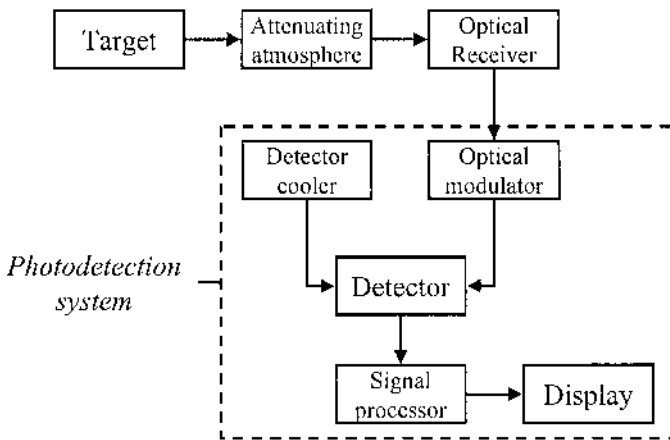 Target
Attenuating
atmosphere
Optical
Receiver
Detector
cooler
Optical
modulator
Photodetection
system
Detector
Signal
processor
Display